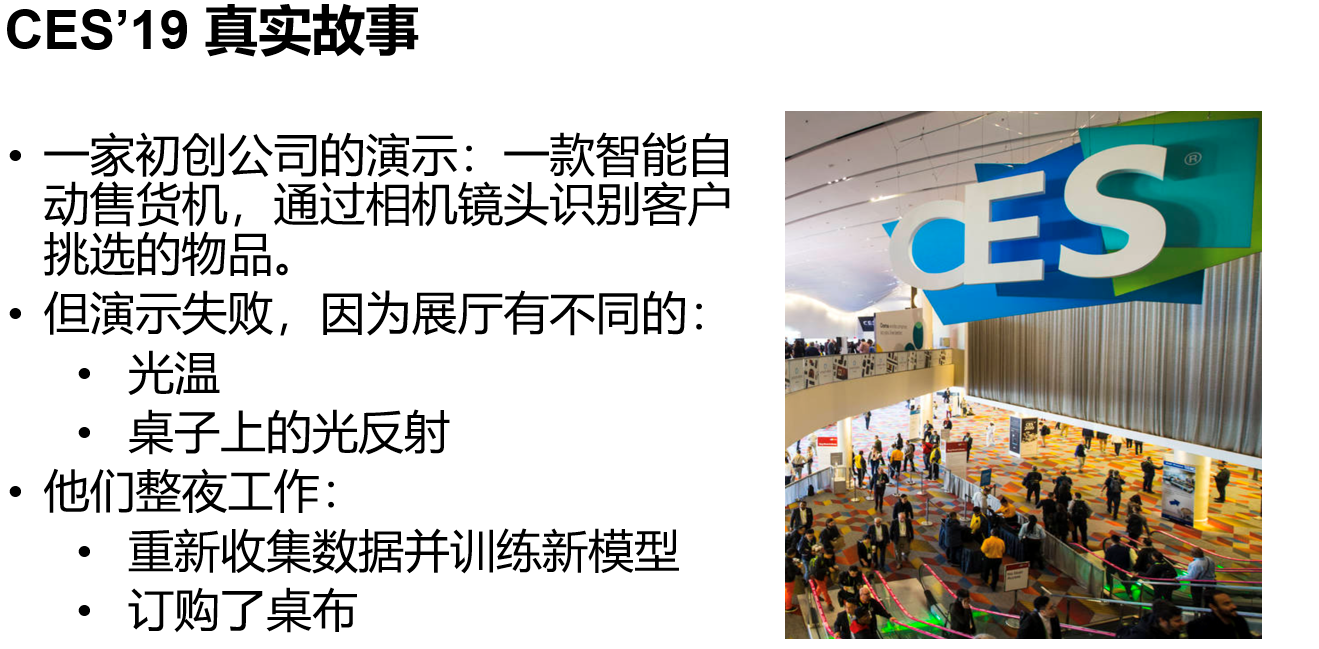 CES’19 真实故事
• 一家初创公司的演示：一款智能自
动售货机，通过相机镜头识别客户
挑选的物品。
• 但演示失败，因为展厅有不同的：
• 光温
• 桌子上的光反射
• 他们整夜工作：
• 重新收集数据并训练新模型
• 订购了桌布
CES®